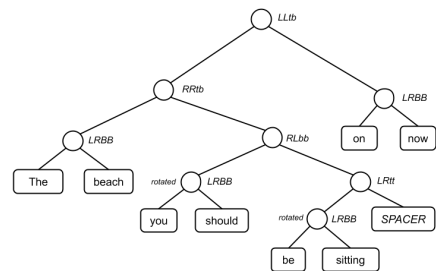 LLtb
RRtb
LRBB
LRBB
RLbb
on now
The beach
rotated LRBB
LRtt
you should
rotated LRBB
SPACER
be sitting